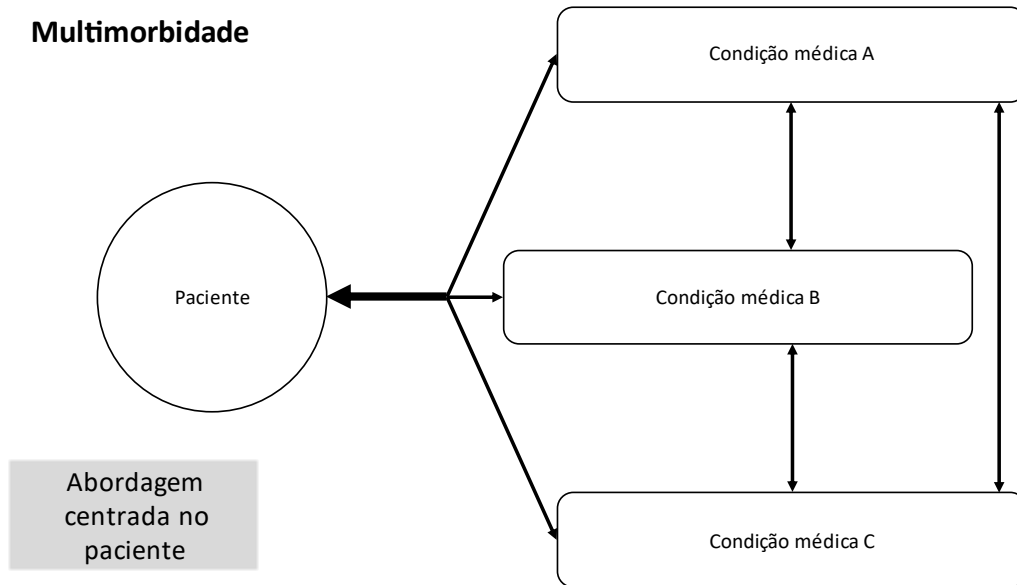 Multimorbidade
Condição médica A
Paciente
Condição médica B
Abordagem
centrada no
paciente
Condição médica C